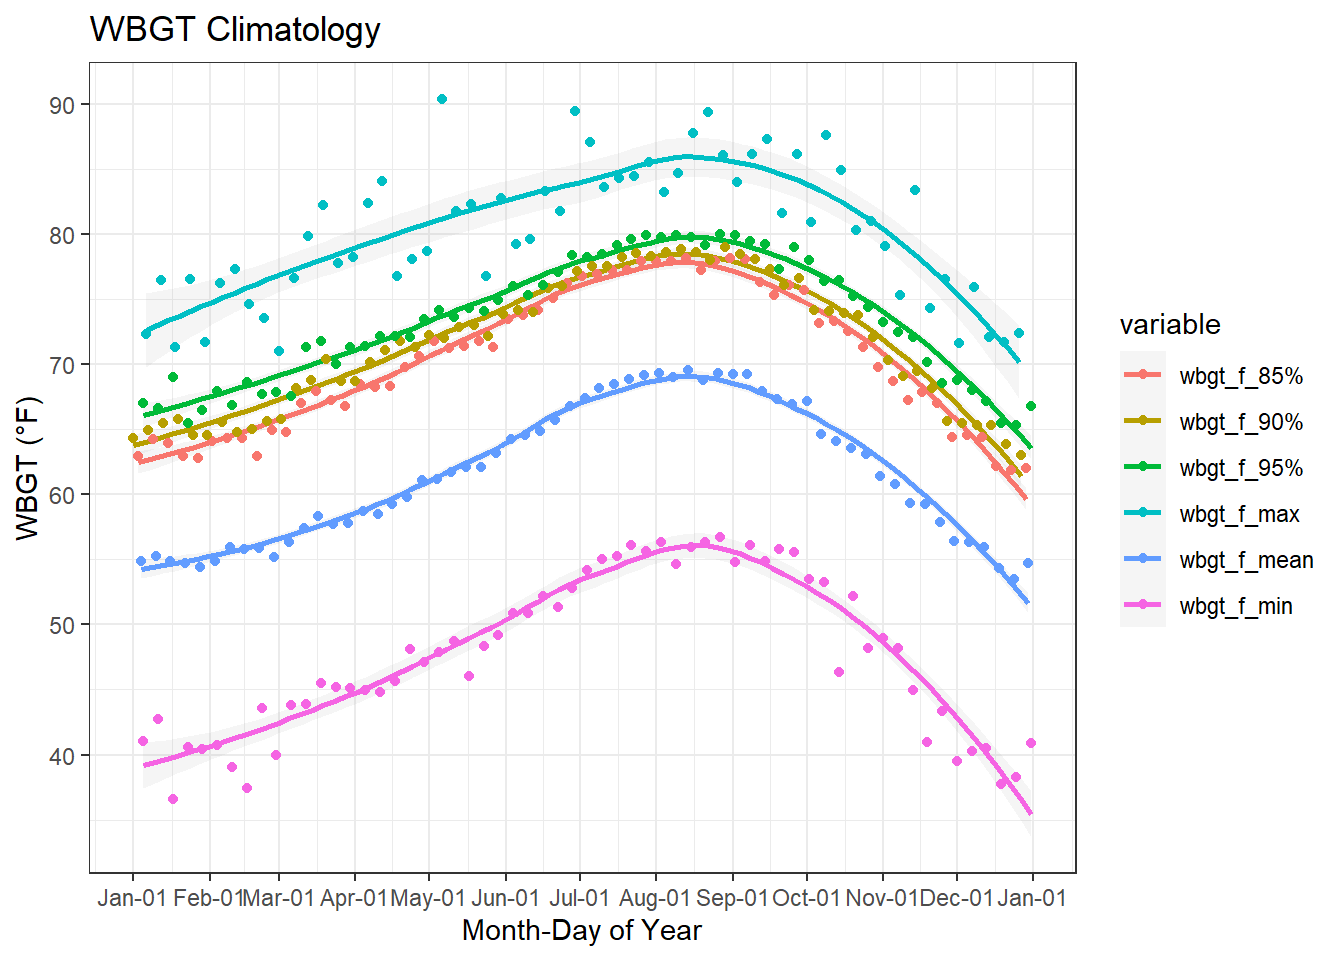 WBGT Climatology
90
80
70
60
50
40
WBGT (°F)
Jan-01 Feb-01 Mar-01 Apr-01 May-01 Jun-01 Jul-01 Aug-01 Sep-01 Oct-01 Nov-01 Dec-01 Jan-01
Month-Day of Year
variable
wbgt_f_85%
wbgt_f_90%
wbgt_f_95%
wbgt_f_max
wbgt_f_mean
wbgt_f_min